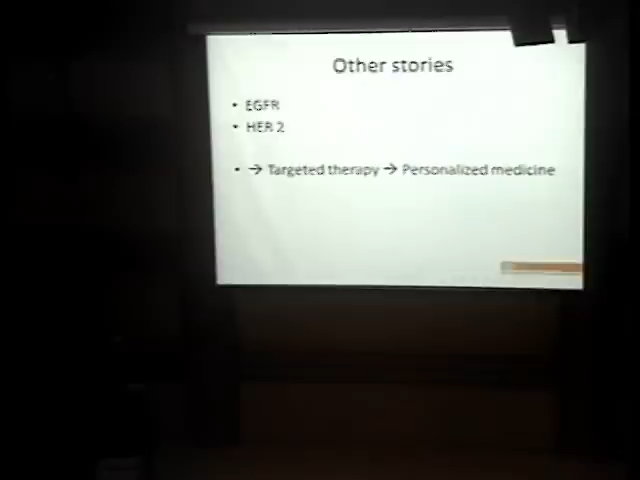 Other stories
• EGFR
• HER 2
• → Targeted therapy → Personalized medicine